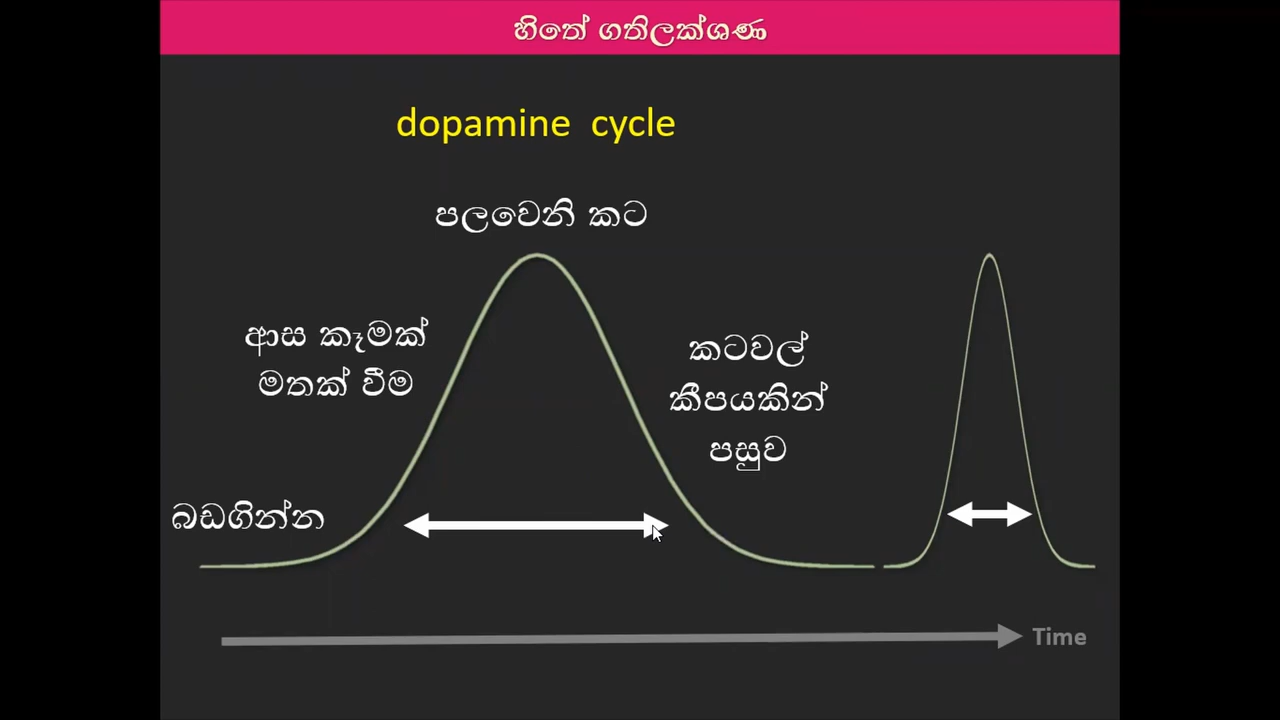 හිතේ ගතිලක්ශණ
dopamine cycle
පලවෙනි කට
ආස කෑමක්
මතක් වීම
කටවල්
කීපයකින්
පසුව
බඩගින්න
Time